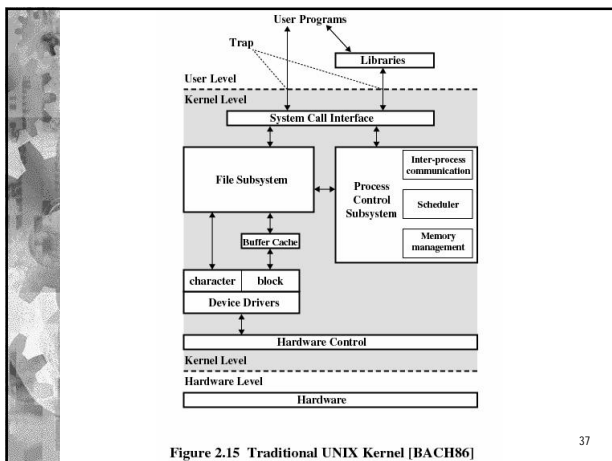 User Programs
Trap
Libraries
User Level
Kernel Level
System Call Interface
File Subsystem
Process
Control
Subsystem
Inter-process
communication
Scheduler
Memory
management
Buffer Cache
character block
Device Drivers
Hardware Control
Kernel Level
Hardware Level
Hardware
Figure 2.15 Traditional UNIX Kernel [BACH86]
37